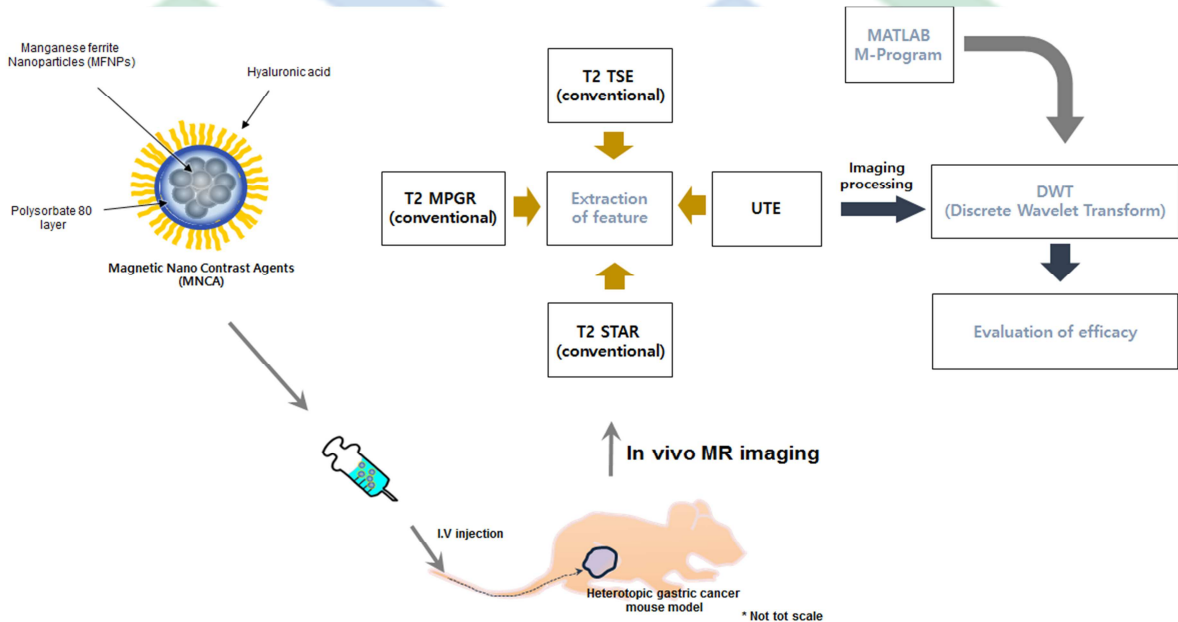 Manganese ferrite
Nanoparticles (MFNPs)
Hyaluronic acid
Polysorbate 80
layer
Magnetic Nano Contrast Agents
(MNCA)
T2 TSE
(conventional)
T2 MPGR
(conventional)
Extraction
of feature
UTE
T2 STAR
(conventional)
MATLAB
M-Program
Imaging
processing
DWT
(Discrete Wavelet Transform)
Evaluation of efficacy
In vivo MR imaging
I.V injection
Heterotopic gastric cancer
mouse model
* Not tot scale